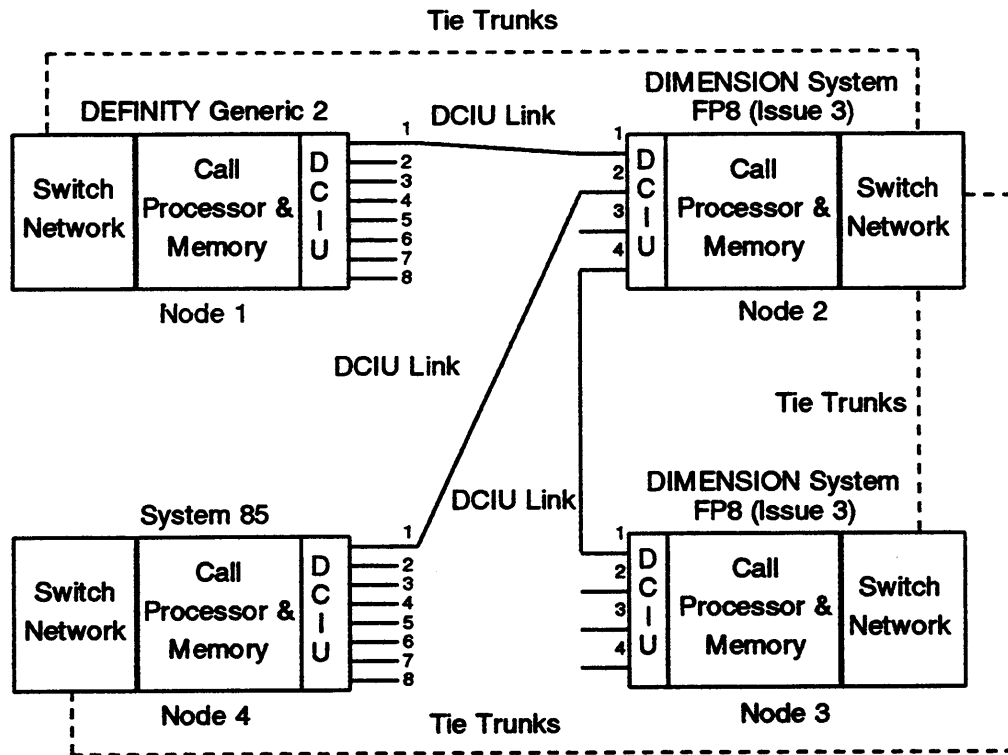 Tie Trunks
DEFINITY Generic 2
DCIU Link
DIMENSION System
FP8 (Issue 3)
Switch
Network
Call
Processor &
Memory
D
C
I
U
1
2
3
4
5
6
7
8
Node 1
1
2
3
4
D
C
I
U
Call
Processor &
Memory
Switch
Network
Node 2
DCIU Link
Tie Trunks
DCIU Link
System 85
DIMENSION System
FP8 (Issue 3)
Switch
Network
Call
Processor &
Memory
D
C
I
U
1
2
3
4
5
6
7
8
Node 4
1
2
3
4
D
C
I
U
Call
Processor &
Memory
Switch
Network
Node 3
Tie Trunks